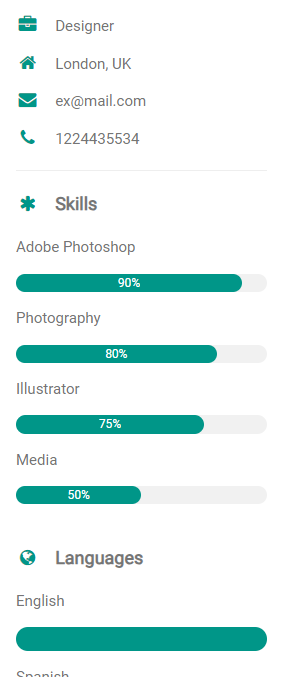 Designer
London, UK
ex@mail.com
1224435534
Skills
Adobe Photoshop
90%
Photography
80%
Illustrator
75%
Media
50%
Languages
English
Spanish